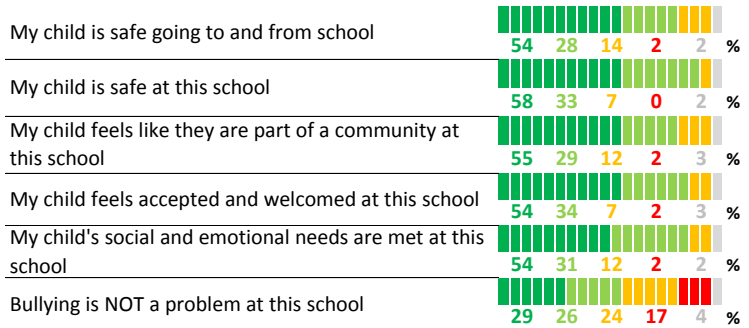 My child is safe going to and from school
54 28 14 2 2 %
My child is safe at this school
58 33 7 0 2 %
My child feels like they are part of a community at
this school
55 29 12 2 3 %
My child feels accepted and welcomed at this school
54 34 7 2 3 %
My child's social and emotional needs are met at this
school
54 31 12 2 2 %
Bullying is NOT a problem at this school
29 26 24 17 4 %